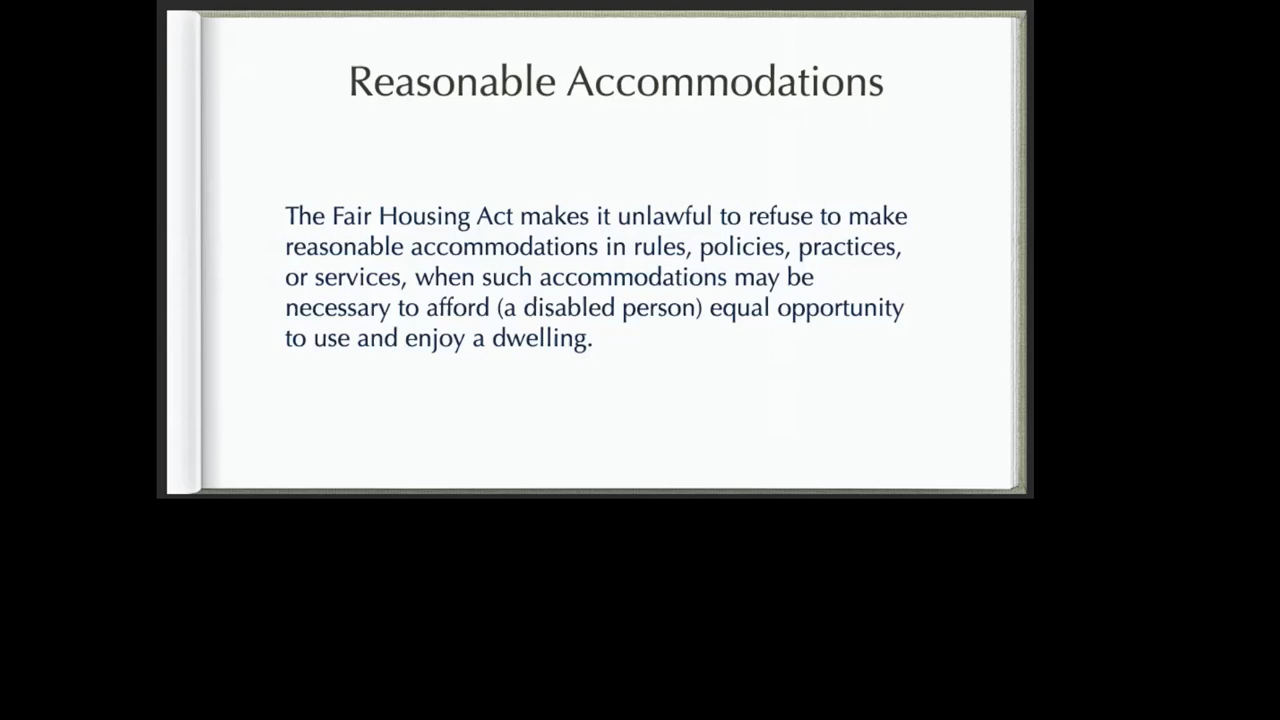 Reasonable Accommodations
The Fair Housing Act makes it unlawful to refuse to make
reasonable accommodations in rules, policies, practices,
or services, when such accommodations may be
necessary to afford (a disabled person) equal opportunity
to use and enjoy a dwelling.